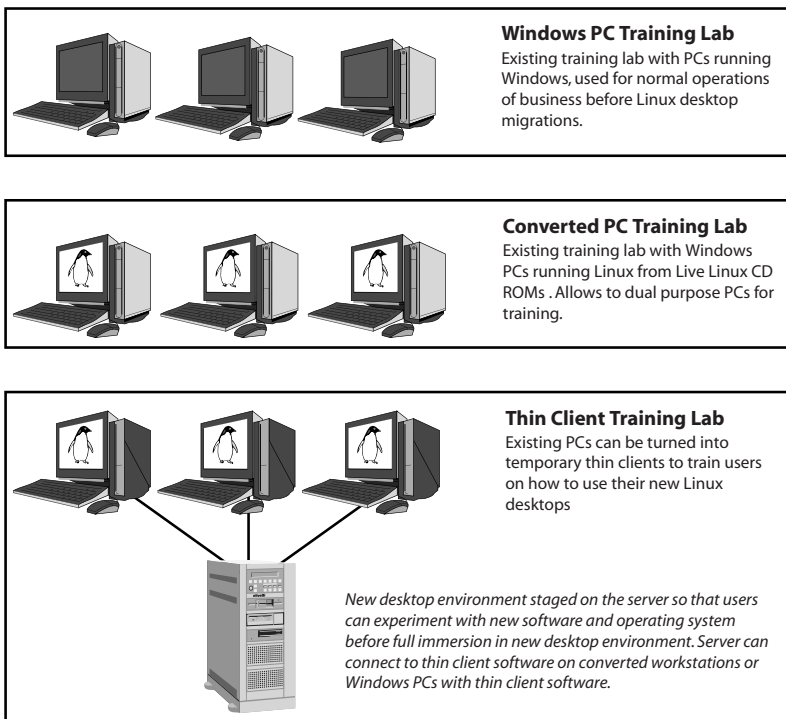 Windows PC Training Lab
Existing training lab with PCs running
Windows, used for normal operations
of business before Linux desktop
migrations.
Converted PC Training Lab
Existing training lab with Windows
PCs running Linux from Live Linux CD
ROMs . Allows to dual purpose PCs for
training.
Thin Client Training Lab
Existing PCs can be turned into
temporary thin clients to train users
on how to use their new Linux
desktops
New desktop environment staged on the server so that users
can experiment with new software and operating system
before full immersion in new desktop environment. Server can
connect to thin client software on converted workstations or
Windows PCs with thin client software.